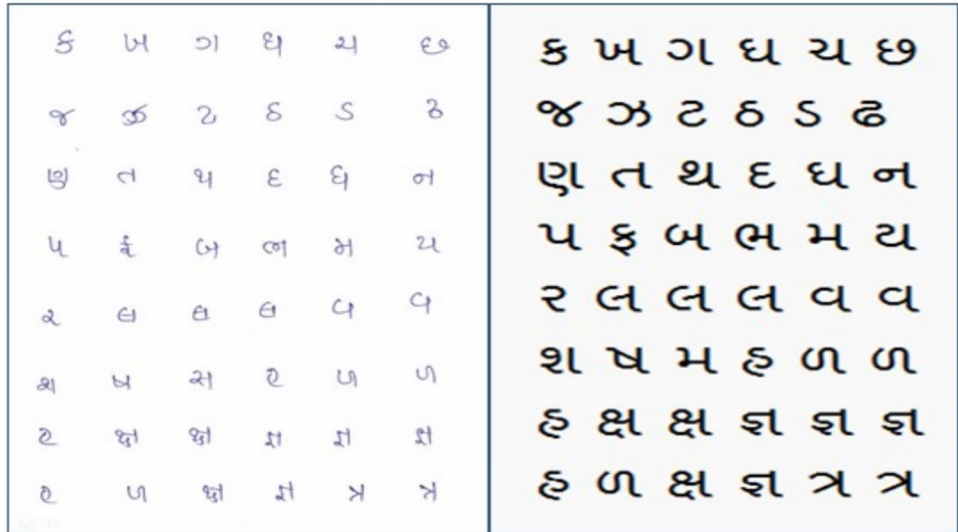 ક ખ ગ ઘ ચ છ
જ ઝ ટ ઠ ડ ઢ
ણ ત થ દ ધ ન
પ ફ બ ભ મ ય
ર લ લ લ વ વ
શ ષ સ હ ળ ળ
હ ક્ષ ક્ષ જ્ઞ જ્ઞ જ્ઞ
હ ળ ક્ષ જ્ઞ ત્ર ત્ર
ક ખ ગ ઘ ચ છ
જ ઝ ટ ઠ ડ ઢ
ણ ત થ દ ઘ ન
પ ફ બ ભ મ ય
ર લ લ લ વ વ
શ ષ મ હ ળ ળ
હ ક્ષ ક્ષ જ્ઞ જ્ઞ જ્ઞ
હ ળ ક્ષ જ્ઞ ત્ર ત્ર